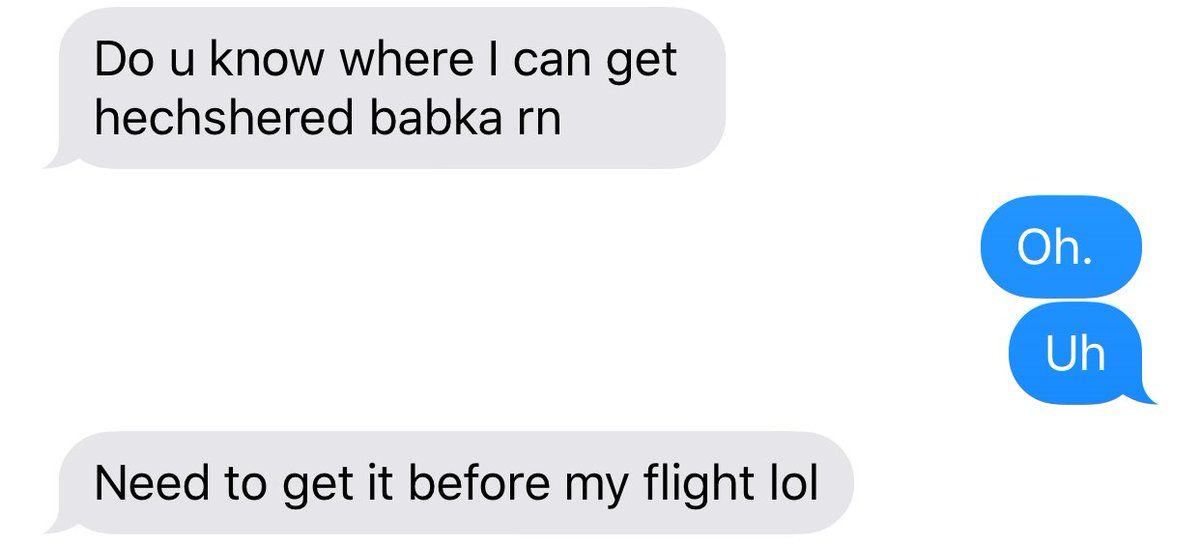 Do u know where I can get
hechshered babka rn
Oh.
Uh
Need to get it before my flight lol